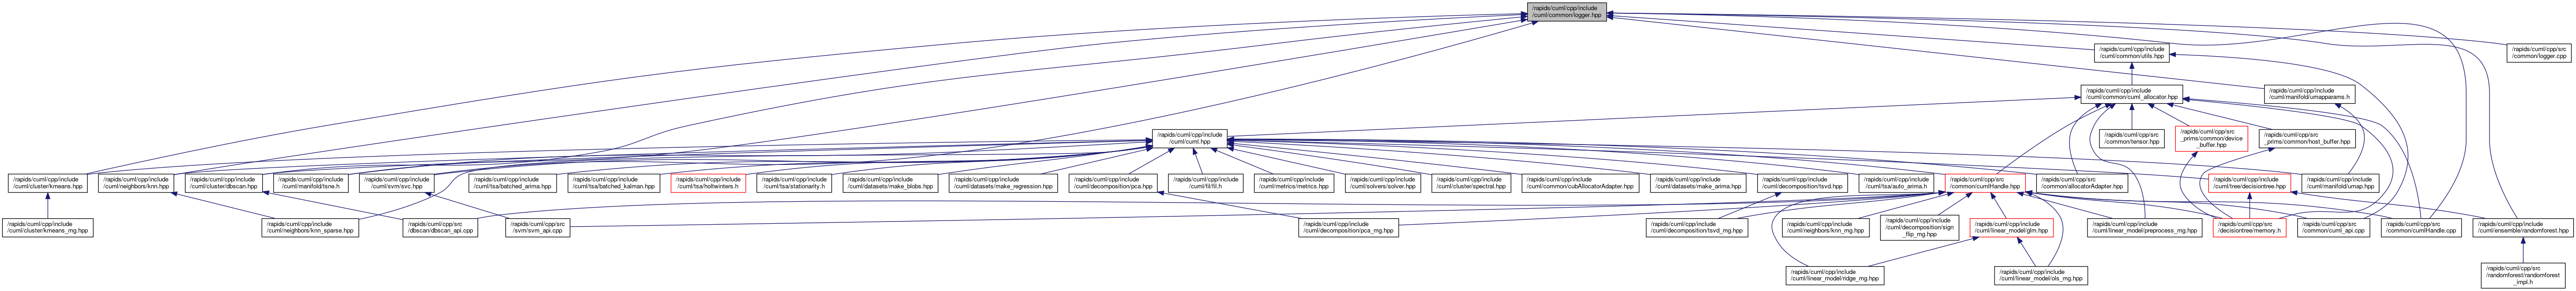 /rapids/cuml/cpp/include
/cuml/common/logger.hpp
/rapids/cuml/cpp/include
/cuml/common/utils.hpp
/rapids/cuml/cpp/src
/common/logger.cpp
/rapids/cuml/cpp/include
/cuml/common/cuml_allocator.hpp
/rapids/cuml/cpp/include
/cuml/manifold/umapparams.h
/rapids/cuml/cpp/include
/cuml/cuml.hpp
/rapids/cuml/cpp/src
/common/tensor.hpp
/rapids/cuml/cpp/src
_prims/common/device
_buffer.hpp
/rapids/cuml/cpp/src
_prims/common/host_buffer.hpp
/rapids/cuml/cpp/include
/cuml/cluster/kmeans.hpp
/rapids/cuml/cpp/include
/cuml/neighbors/knn.hpp
/rapids/cuml/cpp/include
/cuml/cluster/dbscan.hpp
/rapids/cuml/cpp/include
/cuml/manifold/tsne.h
/rapids/cuml/cpp/include
/cuml/svm/svc.hpp
/rapids/cuml/cpp/include
/cuml/tsa/batched_arima.hpp
/rapids/cuml/cpp/include
/cuml/tsa/batched_kalman.hpp
/rapids/cuml/cpp/include
/cuml/tsa/holtwinters.h
/rapids/cuml/cpp/include
/cuml/tsa/stationarity.h
/rapids/cuml/cpp/include
/cuml/datasets/make_blobs.hpp
/rapids/cuml/cpp/include
/cuml/datasets/make_regression.hpp
/rapids/cuml/cpp/include
/cuml/decomposition/pca.hpp
/rapids/cuml/cpp/include
/cuml/fil/fil.h
/rapids/cuml/cpp/include
/cuml/metrics/metrics.hpp
/rapids/cuml/cpp/include
/cuml/solvers/solver.hpp
/rapids/cuml/cpp/include
/cuml/cluster/spectral.hpp
/rapids/cuml/cpp/include
/cuml/common/cubAllocatorAdapter.hpp
/rapids/cuml/cpp/include
/cuml/datasets/make_arima.hpp
/rapids/cuml/cpp/include
/cuml/decomposition/tsvd.hpp
/rapids/cuml/cpp/include
/cuml/tsa/auto_arima.h
/rapids/cuml/cpp/src
/common/cumlHandle.hpp
/rapids/cuml/cpp/src
/common/allocatorAdapter.hpp
/rapids/cuml/cpp/include
/cuml/tree/decisiontree.hpp
/rapids/cuml/cpp/include
/cuml/manifold/umap.hpp
/rapids/cuml/cpp/include
/cuml/cluster/kmeans_mg.hpp
/rapids/cuml/cpp/include
/cuml/neighbors/knn_sparse.hpp
/rapids/cuml/cpp/src
/dbscan/dbscan_api.cpp
/rapids/cuml/cpp/src
/svm/svm_api.cpp
/rapids/cuml/cpp/include
/cuml/decomposition/pca_mg.hpp
/rapids/cuml/cpp/include
/cuml/decomposition/tsvd_mg.hpp
/rapids/cuml/cpp/include
/cuml/neighbors/knn_mg.hpp
/rapids/cuml/cpp/include
/cuml/decomposition/sign
_flip_mg.hpp
/rapids/cuml/cpp/include
/cuml/linear_model/glm.hpp
/rapids/cuml/cpp/include
/cuml/linear_model/preprocess_mg.hpp
/rapids/cuml/cpp/src
/decisiontree/memory.h
/rapids/cuml/cpp/src
/common/cuml_api.cpp
/rapids/cuml/cpp/src
/common/cumlHandle.cpp
/rapids/cuml/cpp/include
/cuml/ensemble/randomforest.hpp
/rapids/cuml/cpp/include
/cuml/linear_model/ridge_mg.hpp
/rapids/cuml/cpp/include
/cuml/linear_model/ols_mg.hpp
/rapids/cuml/cpp/src
/randomforest/randomforest
_impl.h